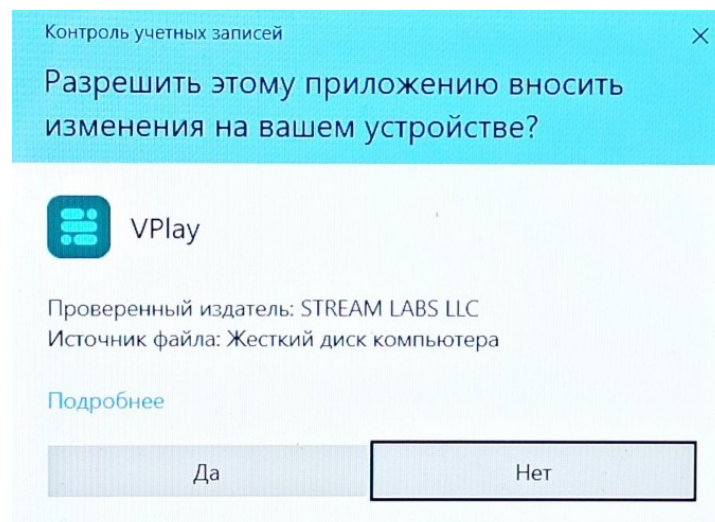 Контроль учетных записей
Разрешить этому приложению вносить
изменения на вашем устройстве?
VPlay
Проверенный издатель: STREAM LABS LLC
Источник файла: Жесткий диск компьютера
Подробнее
Да
Нет